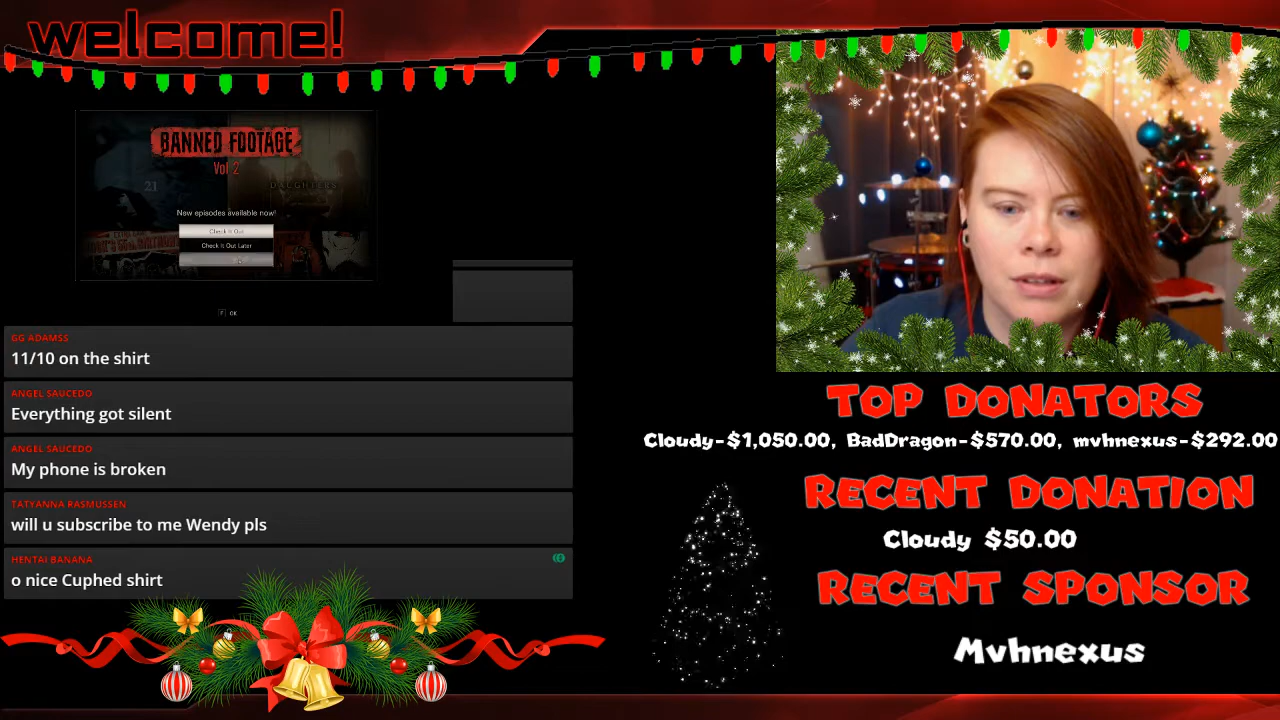 welcome!
BANNED FOOTAGE
Vol 2
21
DAUGHTERS
New episodes available now!
Check It Out
Check It Out Later
F OK
GG ADAMSS
11/10 on the shirt
ANGEL SAUCEDO
Everything got silent
ANGEL SAUCEDO
My phone is broken
TATYANNA RASMUSSEN
will u subscribe to me Wendy pls
HENTAI BANANA
o nice Cuphed shirt
TOP DONATORS
Cloudy-$1,050.00, BadDragon-$570.00, mvhnexus-$292.00
RECENT DONATION
Cloudy $50.00
RECENT SPONSOR
Mvhnexus